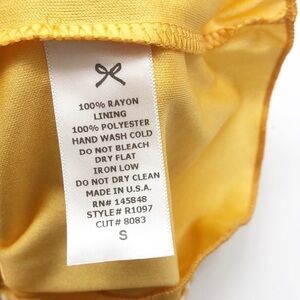 100% RAYON
LINING
100% POLYESTER
HAND WASH COLD
DO NOT BLEACH
DRY FLAT
IRON LOW
DO NOT DRY CLEAN
MADE IN U.S.A.
RN# 145848
STYLE# R1097
CUT# 8083
S